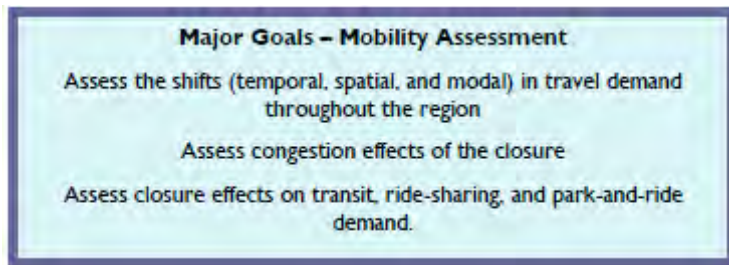 Major Goals – Mobility Assessment
Assess the shifts (temporal, spatial, and modal) in travel demand
throughout the region
Assess congestion effects of the closure
Assess closure effects on transit, ride-sharing, and park-and-ride
demand.